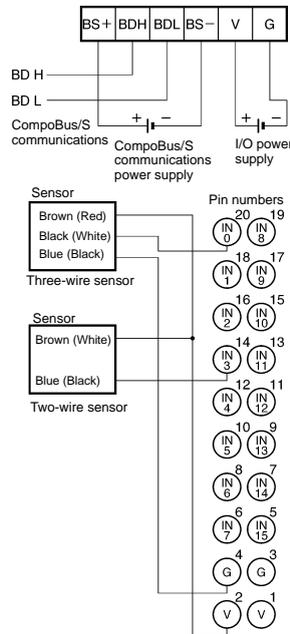 BS+ BDH BDL BS− V G
BD H
BD L
+ −
+ −
CompoBus/S
communications
CompoBus/S
communications
power supply
I/O power
supply
Sensor
Brown (Red)
Black (White)
Blue (Black)
Three-wire sensor
Sensor
Brown (White)
Blue (Black)
Two-wire sensor
Pin numbers
20 19
IN 0 IN 8
18 17
IN 1 IN 9
16 15
IN 2 IN 10
14 13
IN 3 IN 11
12 11
IN 4 IN 12
10 9
IN 5 IN 13
8 7
IN 6 IN 14
6 5
IN 7 IN 15
4 3
G G
2 1
V V